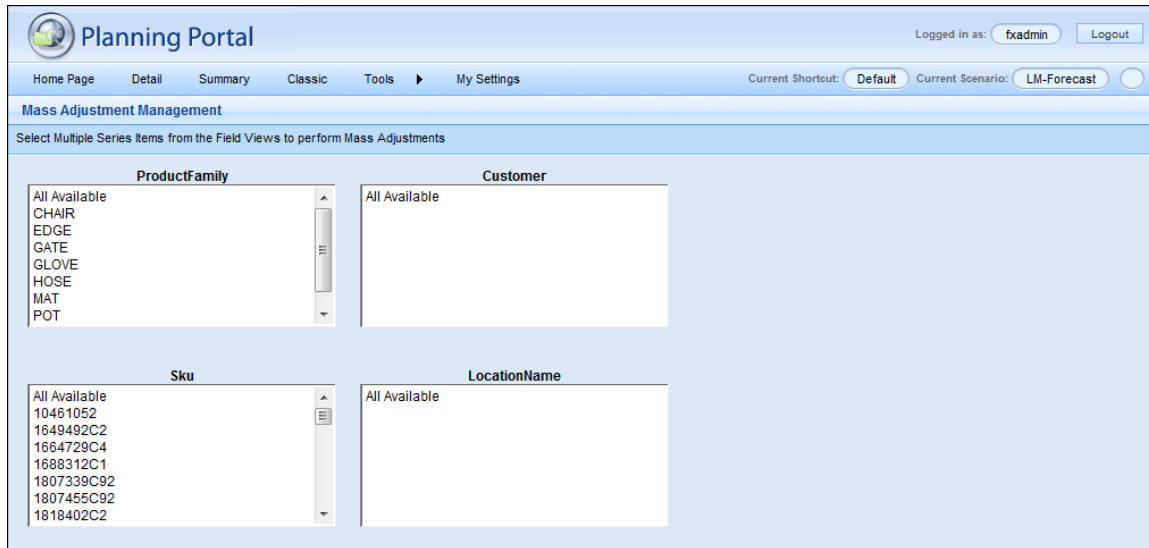 Planning Portal
Logged in as: fxadmin Logout
Home Page Detail Summary Classic Tools My Settings Current Shortcut: Default Current Scenario: LM-Forecast
Mass Adjustment Management
Select Multiple Series Items from the Field Views to perform Mass Adjustments
ProductFamily
All Available
CHAIR
EDGE
GATE
GLOVE
HOSE
MAT
POT
Customer
All Available
Sku
All Available
10461052
1649492C2
1664729C4
1688312C1
1807339C92
1807455C92
1818402C2
LocationName
All Available